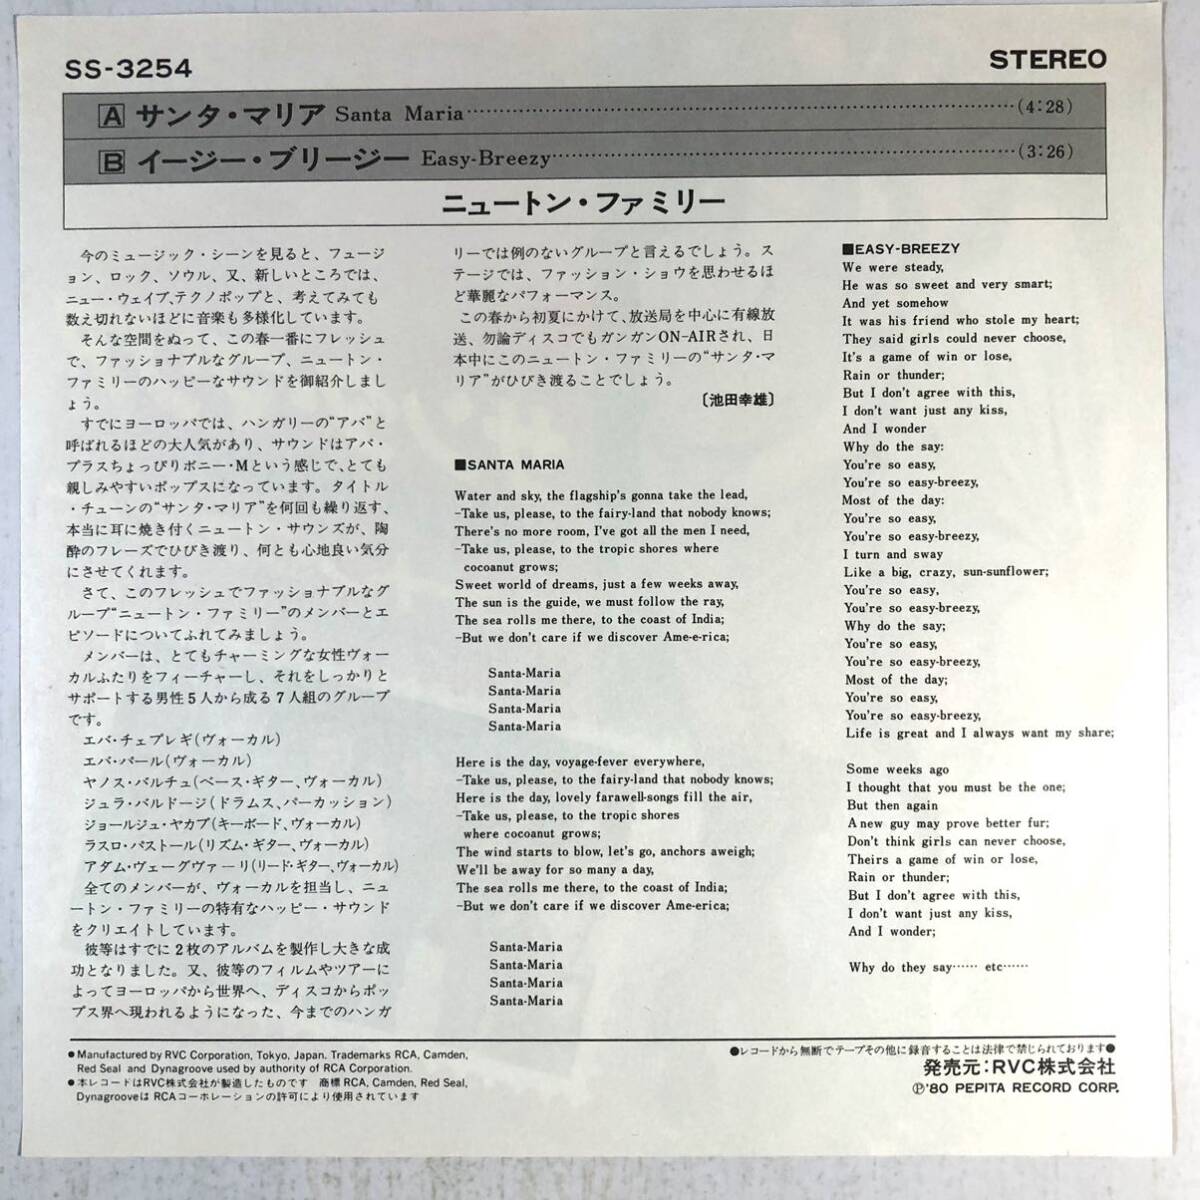 SS-3254
STEREO
A サンタ・マリア Santa Maria……(4:28)
B イージー・ブリージー Easy-Breezy……(3:26)
ニュートン・ファミリー
今のミュージック・シーンを見ると、フュージ
ョン、ロック、ソウル、又、新しいところでは、
ニュー・ウェイブ、テクノポップと、考えてみても
数え切れないほどに音楽も多様化しています。
そんな空間をぬって、この春一番にフレッシュ
で、ファッショナブルなグループ、ニュートン・
ファミリーのハッピーなサウンドを御紹介しまし
ょう。
すでにヨーロッパでは、ハンガリーの“アバ”と
呼ばれるほどの大人気があり、サウンドはアバ・
プラスちょっぴりボニー・Mという感じで、とても
親しみやすいポップスになっています。タイトル
・チューンの“サンタ・マリア”を何回も繰り返す、
本当に耳に焼き付くニュートン・サウンズが、陶
酔のフレーズでひびき渡り、何とも心地良い気分
にさせてくれます。
さて、このフレッシュでファッショナブルなグ
ループ“ニュートン・ファミリー”のメンバーとエ
ピソードについてふれてみましょう。
メンバーは、とてもチャーミングな女性ヴォー
カルふたりをフィーチャーし、それをしっかりと
サポートする男性5人から成る7人組のグループ
です。
エバ・チェプレギ(ヴォーカル)
エバ・パール(ヴォーカル)
ヤノス・バルチュ(ベース・ギター、ヴォーカル)
ジュラ・バルドージ(ドラムス、パーカッション)
ジョールジュ・ヤカブ(キーボード、ヴォーカル)
ラスロ・パストール(リズム・ギター、ヴォーカル)
アダム・ヴェーグヴァーリ(リード・ギター、ヴォーカル)
全てのメンバーが、ヴォーカルを担当し、ニュ
ートン・ファミリーの特有なハッピー・サウンド
をクリエイトしています。
彼等はすでに2枚のアルバムを製作し大きな成
功となりました。又、彼等のフィルムやツアーに
よってヨーロッパから世界へ、ディスコからポッ
プス界へ現われるようになった、今までのハンガ
リーでは例のないグループと言えるでしょう。ス
テージでは、ファッション・ショウを思わせるほ
ど華麗なパフォーマンス。
この春から初夏にかけて、放送局を中心に有線放
送、勿論ディスコでもガンガンON-AIRされ、日
本中にこのニュートン・ファミリーの“サンタ・マ
リア”がひびき渡ることでしょう。
〔池田幸雄〕
■SANTA MARIA
Water and sky, the flagship's gonna take the lead,
-Take us, please, to the fairy-land that nobody knows;
There's no more room, I've got all the men I need,
-Take us, please, to the tropic shores where
cocoanut grows;
Sweet world of dreams, just a few weeks away,
The sun is the guide, we must follow the ray,
The sea rolls me there, to the coast of India;
-But we don't care if we discover Ame-e-rica;
Santa-Maria
Santa-Maria
Santa-Maria
Santa-Maria
Here is the day, voyage-fever everywhere,
-Take us, please, to the fairy-land that nobody knows;
Here is the day, lovely farawell-songs fill the air,
-Take us, please, to the tropic shores
where cocoanut grows;
The wind starts to blow, let's go, anchors aweigh;
We'll be away for so many a day,
The sea rolls me there, to the coast of India;
-But we don't care if we discover Ame-erica;
Santa-Maria
Santa-Maria
Santa-Maria
Santa-Maria
■EASY-BREEZY
We were steady,
He was so sweet and very smart;
And yet somehow
It was his friend who stole my heart;
They said girls could never choose,
It's a game of win or lose,
Rain or thunder;
But I don't agree with this,
I don't want just any kiss,
And I wonder
Why do the say:
You're so easy,
You're so easy-breezy,
Most of the day:
You're so easy,
You're so easy-breezy,
I turn and sway
Like a big, crazy, sun-sunflower;
You're so easy,
You're so easy-breezy,
Why do the say;
You're so easy,
You're so easy-breezy,
Most of the day;
You're so easy,
You're so easy-breezy,
Life is great and I always want my share;
Some weeks ago
I thought that you must be the one;
But then again
A new guy may prove better fur;
Don't think girls can never choose,
Theirs a game of win or lose,
Rain or thunder;
But I don't agree with this,
I don't want just any kiss,
And I wonder;
Why do they say…… etc……
●Manufactured by RVC Corporation, Tokyo, Japan. Trademarks RCA, Camden,
Red Seal and Dynagroove used by authority of RCA Corporation.
●本レコードはRVC株式会社が製造したものです 商標 RCA, Camden, Red Seal,
Dynagrooveは RCAコーポレーションの許可により使用されています
●レコードから無断でテープその他に録音することは法律で禁じられております●
発売元:RVC株式会社
Ⓟ'80 PEPITA RECORD CORP.